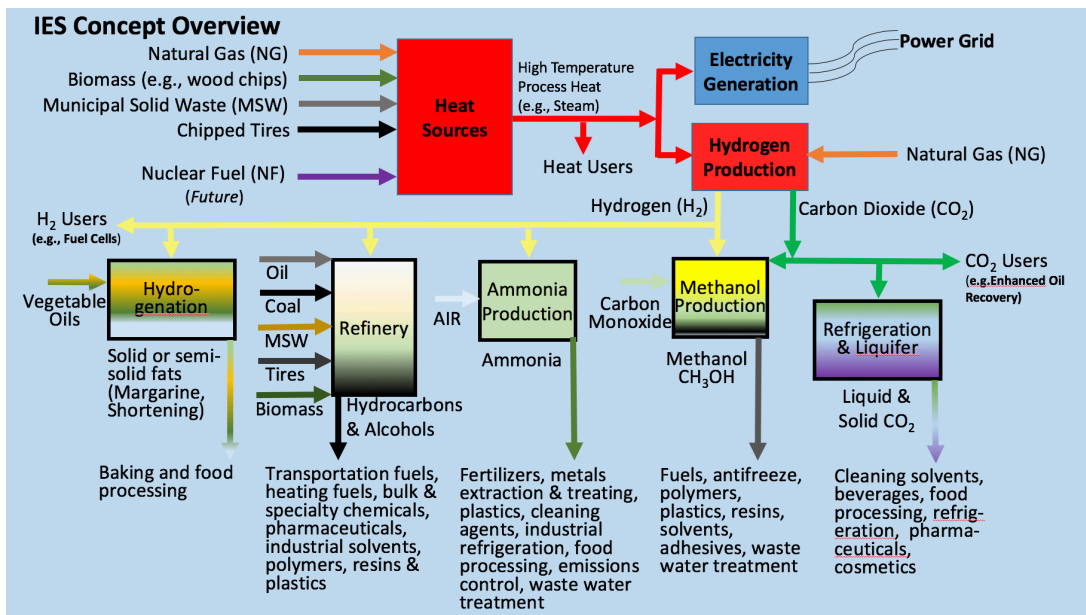 IES Concept Overview
Natural Gas (NG)
Biomass (e.g., wood chips)
Municipal Solid Waste (MSW)
Chipped Tires
Nuclear Fuel (NF)
(Future)
Heat
Sources
High Temperature
Process Heat
(e.g., Steam)
Heat Users
Electricity
Generation
Power Grid
Hydrogen
Production
Natural Gas (NG)
Hydrogen (H2)
Carbon Dioxide (CO2)
H2 Users
(e.g., Fuel Cells)
CO2 Users
(e.g.Enhanced Oil
Recovery)
Vegetable
Oils
Hydro-
genation
Solid or semi-
solid fats
(Margarine,
Shortening)
Baking and food
processing
Oil
Coal
MSW
Tires
Biomass
Refinery
Hydrocarbons
& Alcohols
Transportation fuels,
heating fuels, bulk &
specialty chemicals,
pharmaceuticals,
industrial solvents,
polymers, resins &
plastics
AIR
Ammonia
Production
Ammonia
Fertilizers, metals
extraction & treating,
plastics, cleaning
agents, industrial
refrigeration, food
processing, emissions
control, waste water
treatment
Carbon
Monoxide
Methanol
Production
Methanol
CH3OH
Fuels, antifreeze,
polymers,
plastics, resins,
solvents,
adhesives, waste
water treatment
Refrigeration
& Liquifer
Liquid &
Solid CO2
Cleaning solvents,
beverages, food
processing, refrig-
eration, pharma-
ceuticals,
cosmetics